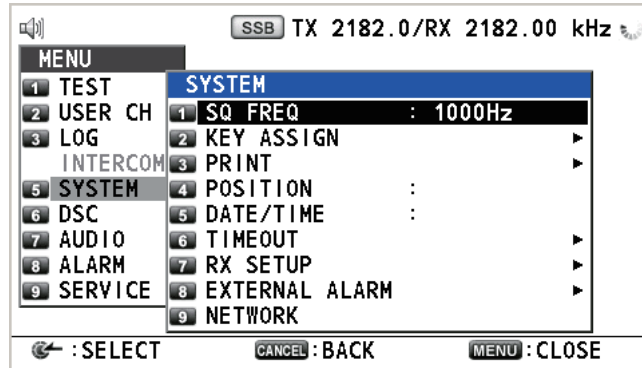 SSB TX 2182.0/RX 2182.00 kHz
MENU
1 TEST
2 USER CH
3 LOG
INTERCOM
5 SYSTEM
6 DSC
7 AUDIO
8 ALARM
9 SERVICE
SYSTEM
1 SQ FREQ : 1000Hz
2 KEY ASSIGN
3 PRINT
4 POSITION :
5 DATE/TIME :
6 TIMEOUT
7 RX SETUP
8 EXTERNAL ALARM
9 NETWORK
:SELECT CANCEL:BACK MENU:CLOSE